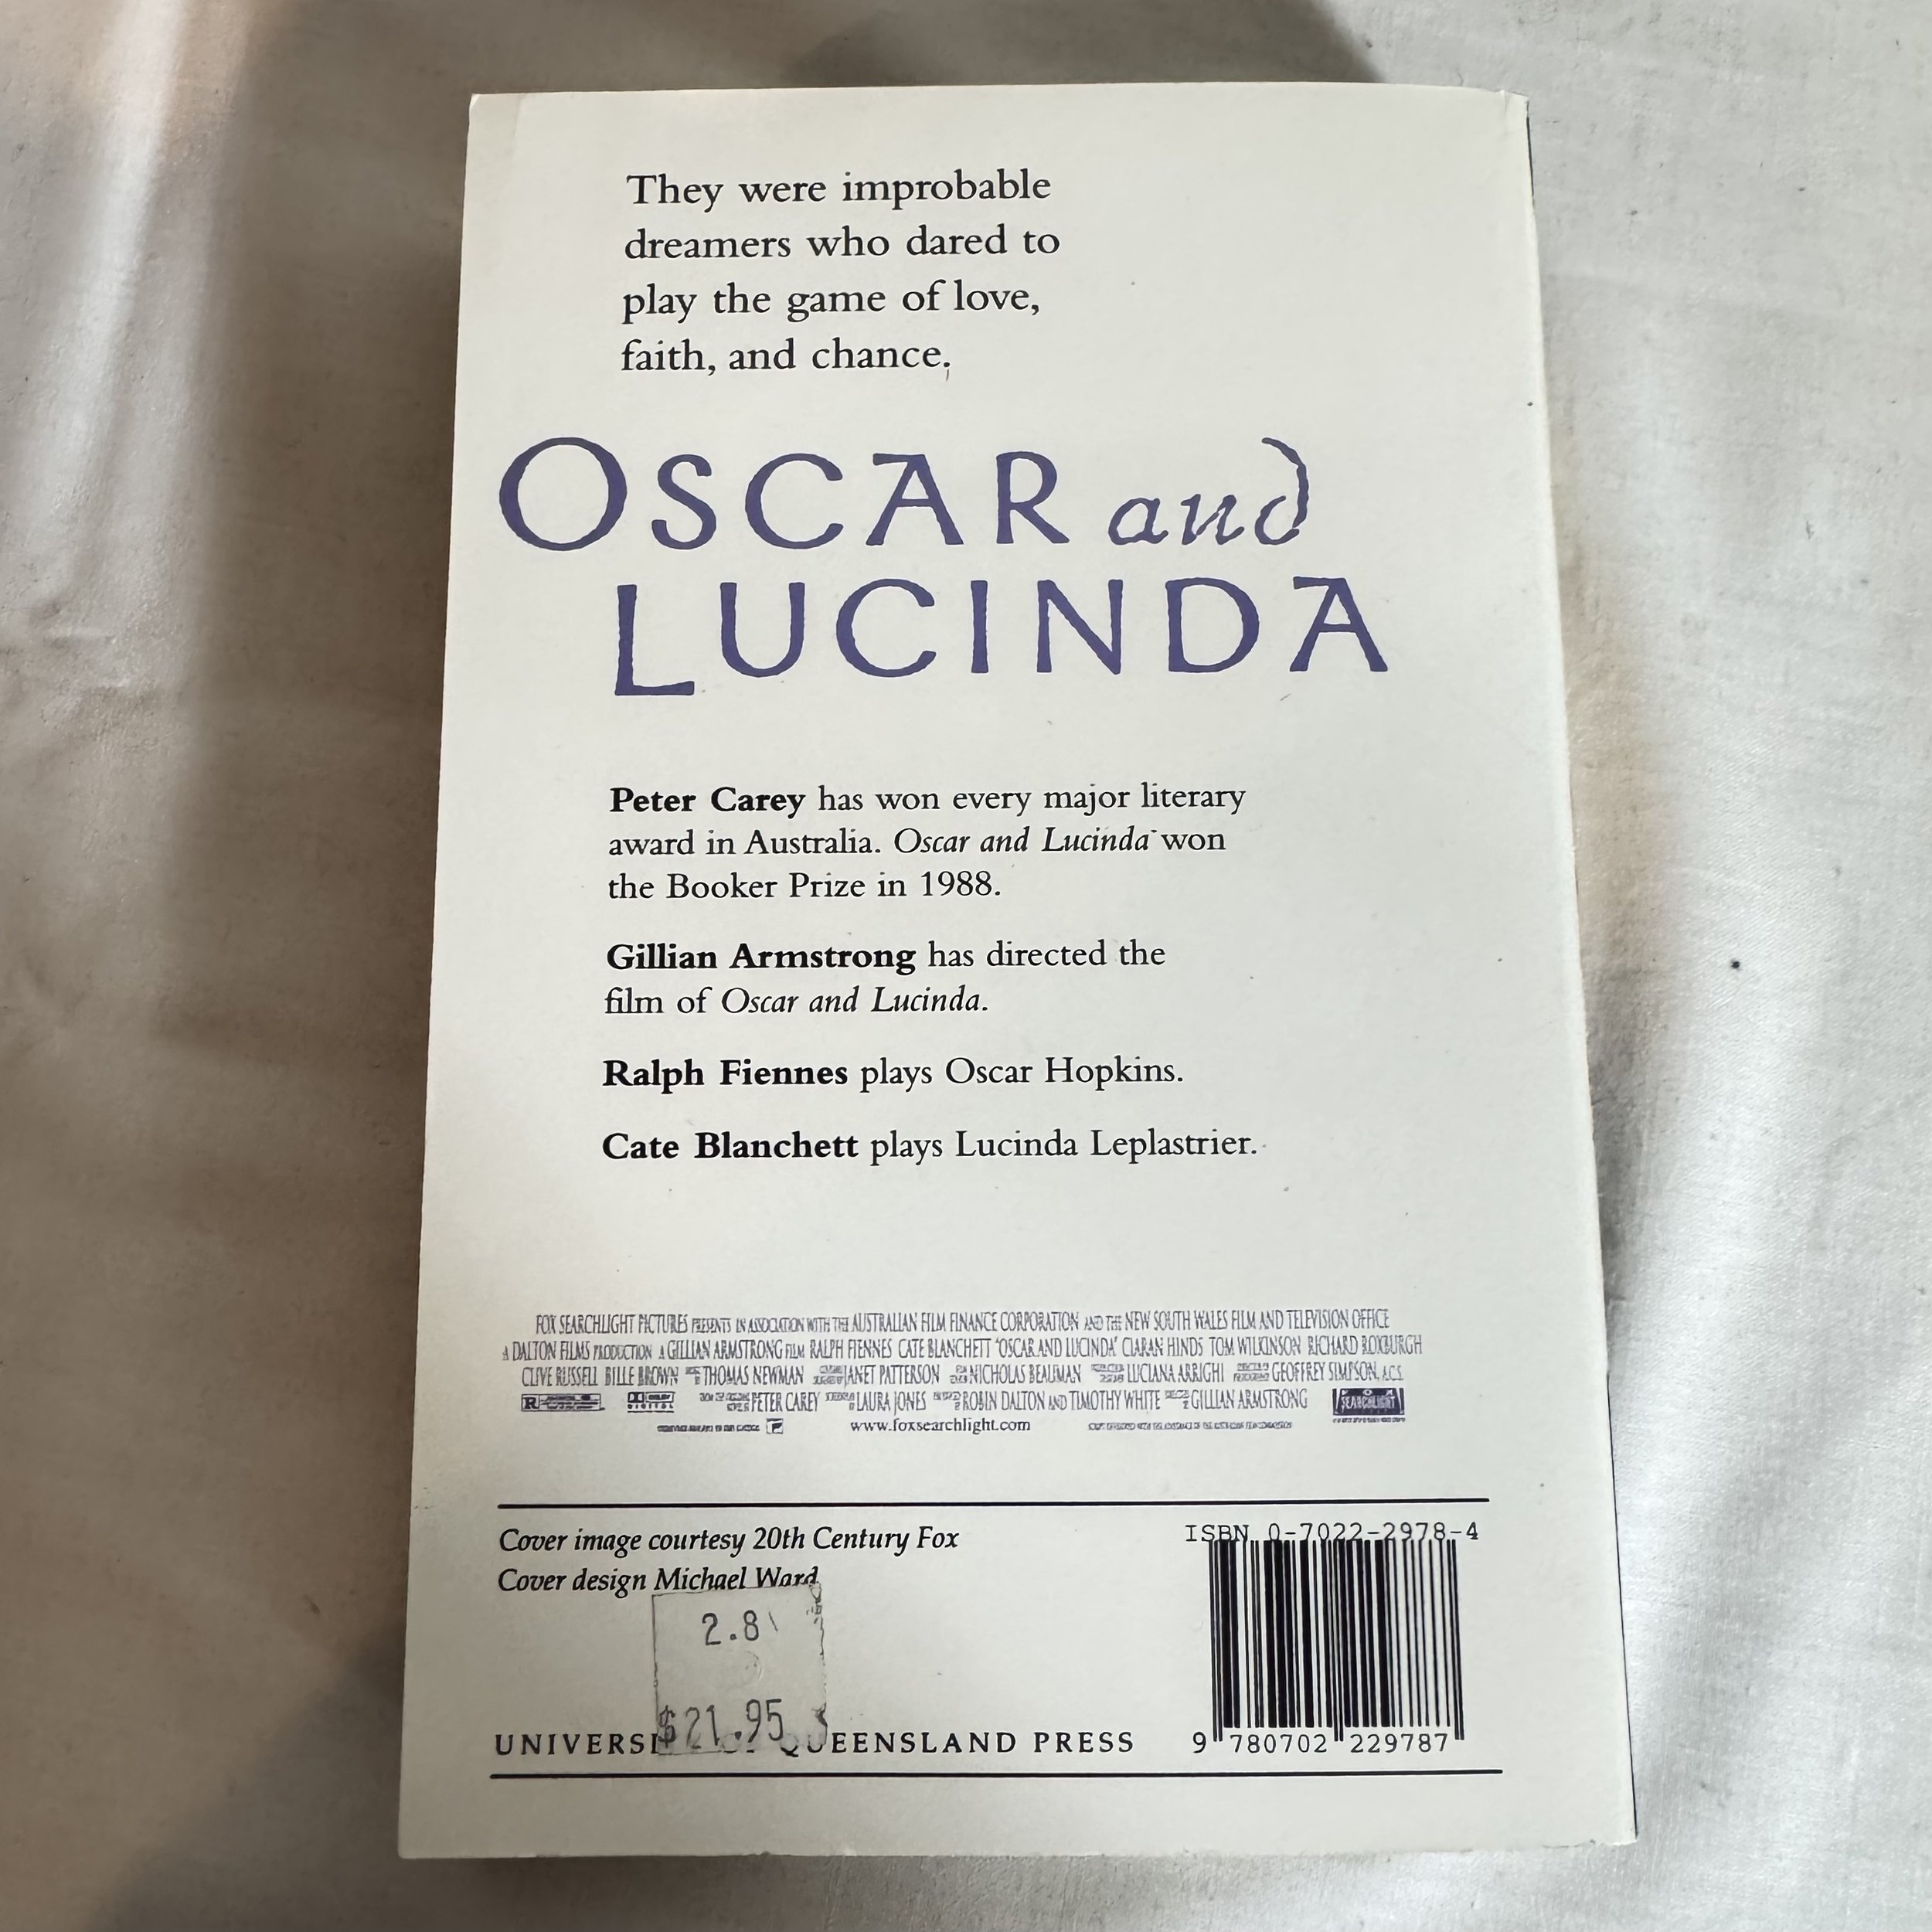 They were improbable
dreamers who dared to
play the game of love,
faith, and chance.
OSCAR and
LUCINDA
Peter Carey has won every major literary
award in Australia. Oscar and Lucinda won
the Booker Prize in 1988.
Gillian Armstrong has directed the
film of Oscar and Lucinda.
Ralph Fiennes plays Oscar Hopkins.
Cate Blanchett plays Lucinda Leplastrier.
FOX SEARCHLIGHT PICTURES PRESENTS IN ASSOCIATION WITH THE AUSTRALIAN FILM FINANCE CORPORATION AND THE NEW SOUTH WALES FILM AND TELEVISION OFFICE
A DALTON FILMS PRODUCTION A GILLIAN ARMSTRONG FILM RALPH FIENNES CATE BLANCHETT 'OSCAR AND LUCINDA' CIARAN HINDS TOM WILKINSON RICHARD ROXBURGH
CLIVE RUSSELL BILLE BROWN THOMAS NEWMAN JANET PATTERSON NICHOLAS BEAUMAN LUCIANA ARRIGHI GEOFFREY SIMPSON, A.C.S.
R DOLBY DIGITAL PETER CAREY LAURA JONES ROBIN DALTON AND TIMOTHY WHITE GILLIAN ARMSTRONG FOX SEARCHLIGHT
www.foxsearchlight.com
Cover image courtesy 20th Century Fox
Cover design Michael Ward
2.8
$21.95
QUEENSLAND PRESS
ISBN 0-7022-2978-4
9 780702 229787